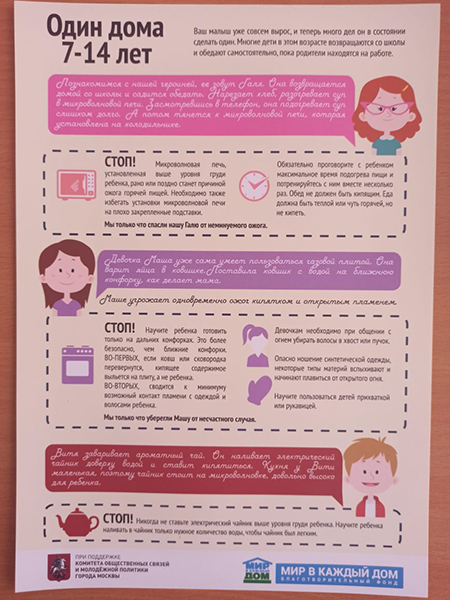 Один дома
7-14 лет
Ваш малыш уже совсем вырос, и теперь много дел он в состоянии
сделать один. Многие дети в этом возрасте возвращаются со школы
и обедают самостоятельно, пока родители находятся на работе.
Познакомимся с нашей героиней, ее зовут Галя. Она возвращается
домой со школы и садится обедать. Нарезает хлеб, разогревает суп
в микроволновой печи. Засмотревшись в телефон, она подогревает суп
слишком долго. А потом тянется к микроволновой печи, которая
установлена на холодильнике.
СТОП! Микроволновая печь,
установленная выше уровня груди
ребенка, рано или поздно станет причиной
ожога горячей пищей. Необходимо также
избегать установки микроволновой печи
на плохо закрепленные подставки.
Мы только что спасли нашу Галю от неминуемого ожога.
Обязательно проговорите с ребенком
максимальное время подогрева пищи и
потренируйтесь с ним вместе несколько
раз. Обед не должен быть кипящим. Еда
должна быть теплой или чуть горячей, но
не кипеть.
Девочка Маша уже сама умеет пользоваться газовой плитой. Она
варит яйца в ковшике. Поставила ковшик с водой на ближнюю
конфорку, как делает мама.
Маше угрожает одновременно ожог кипятком и открытым пламенем.
СТОП! Научите ребенка готовить
только на дальних конфорках. Это более
безопасно, чем ближние конфорки.
ВО-ПЕРВЫХ, если ковш или сковородка
перевернутся, кипящее содержимое
выльется на плиту, а не ребенка.
ВО-ВТОРЫХ, сводится к минимуму
возможный контакт пламени с одеждой и
волосами ребенка.
Мы только что уберегли Машу от несчастного случая.
Девочкам необходимо при общении с
огнем убирать волосы в хвост или пучок.
Опасно ношение синтетической одежды,
некоторые типы материи вспыхивают и
начинают плавиться от открытого огня.
Научите пользоваться детей прихваткой
или рукавицей.
Витя заваривает ароматный чай. Он наливает электрический
чайник доверху водой и ставит кипятиться. Кухня у Вити
маленькая, поэтому чайник стоит на микроволновке, довольно высоко
для ребенка.
СТОП! Никогда не ставьте электрический чайник выше уровня груди ребенка. Научите ребенка
наливать в чайник только нужное количество воды, чтобы чайник был легким.
ПРИ ПОДДЕРЖКЕ
КОМИТЕТА ОБЩЕСТВЕННЫХ СВЯЗЕЙ
И МОЛОДЕЖНОЙ ПОЛИТИКИ
ГОРОДА МОСКВЫ
МИР
ДОМ
МИР В КАЖДЫЙ ДОМ
БЛАГОТВОРИТЕЛЬНЫЙ ФОНД